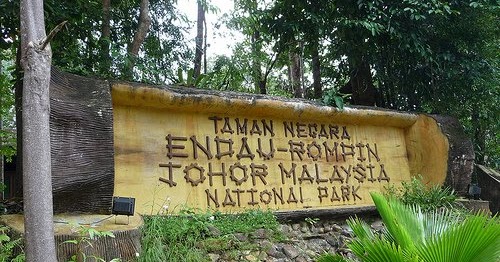 TAMAN NEGARA
ENDAU-ROMPIN
JOHOR MALAYSIA
NATIONAL PARK